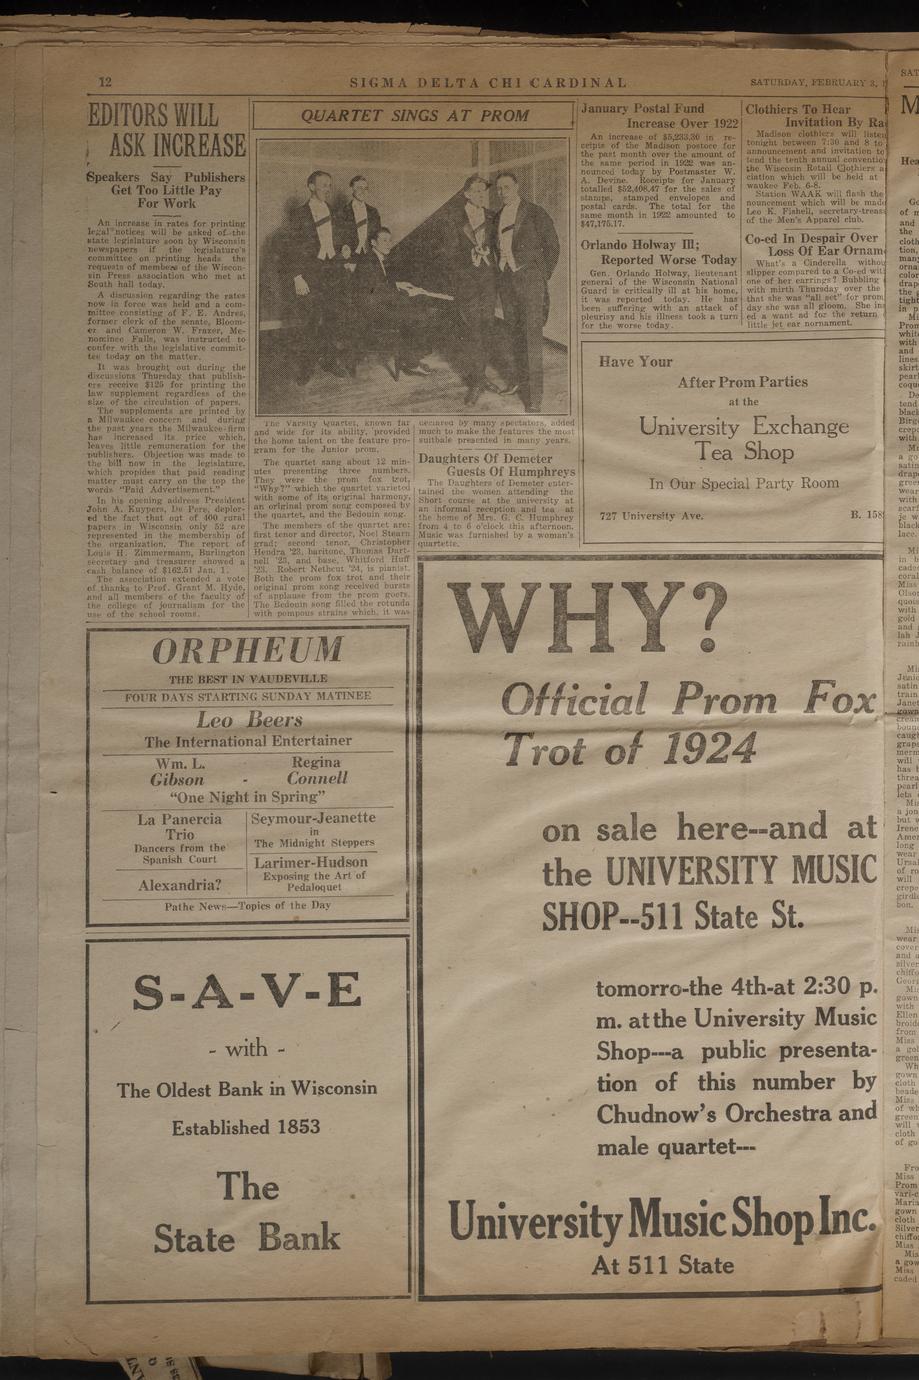 12
SIGMA DELTA CHI CARDINAL
SATURDAY, FEBRUARY 3, 1
EDITORS WILL
ASK INCREASE
Speakers Say Publishers
Get Too Little Pay
For Work
An increase in rates for printing
legal notices will be asked of the
state legislature soon by Wisconsin
newspapers if the legislature's
committee on printing heads the
requests of members of the Wiscon-
sin Press association who met at
South hall today.
A discussion regarding the rates
now in force was held and a com-
mittee consisting of F. E. Andres,
former clerk of the senate, Bloom-
er and Cameron W. Frazer, Me-
nominee Falls, was instructed to
confer with the legislative commit-
tee today on the matter.
It was brought out during the
discussions Thursday that publish-
ers receive $125 for printing the
law supplement regardless of the
size of the circulation of papers.
The supplements are printed by
a Milwaukee concern and during
the past years the Milwaukee firm
has increased its price which,
leaves little remuneration for the
publishers. Objection was made to
the bill now in the legislature,
which propides that paid reading
matter must carry on the top the
words "Paid Advertisement."
In his opening address President
John A. Kuypers, De Pere, deplor-
ed the fact that out of 400 rural
papers in Wisconsin only 52 are
represented in the membership of
the organization. The report of
Louis H. Zimmermann, Burlington
secretary and treasurer showed a
cash balance of $162.51 Jan. 1.
The association extended a vote
of thanks to Prof. Grant M. Hyde,
and all members of the faculty of
the college of journalism for the
use of the school rooms.
QUARTET SINGS AT PROM
The Varsity Quartet, known far
and wide for its ability, provided
the home talent on the feature pro-
gram for the Junior prom.
The quartet sang about 12 min-
utes presenting three numbers.
They were the prom fox trot,
"Why?" which the quartet varieted
with some of its original harmony,
an original prom song composed by
the quartet, and the Bedouin song.
The members of the quartet are:
first tenor and director, Noel Stearn
grad; second tenor, Christopher
Hendra '23, baritone, Thomas Dart-
nell '23, and base, Whitford Huff
'23. Robert Nethcut '24, is pianist.
Both the prom fox trot and their
original prom song received bursts
of applause from the prom goers.
The Bedouin song filled the rotunda
with pompous strains which, it was
declared by many spectators, added
much to make the features the most
suitbale presented in many years.
Daughters Of Demeter
Guests Of Humphreys
The Daughters of Demeter enter-
tained the women attending the
Short course at the university at
an informal reception and tea at
the home of Mrs. G. C. Humphrey
from 4 to 6 o'clock this afternoon.
Music was furnished by a woman's
quartette.
January Postal Fund
Increase Over 1922
An increase of $5,233.30 in re-
ceipts of the Madison postoce for
the past month over the amount of
the same period in 1922 was an-
nounced today by Postmaster W.
A. Devine. Receipts for January
totalled $52,408.47 for the sales of
stamps, stamped envelopes and
postal cards. The total for the
same month in 1922 amounted to
$47,175.17.
Orlando Holway Ill;
Reported Worse Today
Gen. Orlando Holway, lieutenant
general of the Wisconsin National
Guard is critically ill at his home,
it was reported today. He has
been suffering with an attack of
pleurisy and his illness took a turn
for the worse today.
Clothiers To Hear
Invitation By Ra
Madison clothiers will listen
tonight between 7:30 and 8 to
announcement and invitation to
tend the tenth annual conventio
the Wiscosin Retail Clothiers a
ciation which will be held at
waukee Feb. 6-8.
Station WAAK will flash the
nouncement which will be made
Leo K. Fishell, secretary-treas
of the Men's Apparel club.
Co-ed In Despair Over
Loss Of Ear Ornam
What's a Cinderella withou
slipper compared to a Co-ed wit
one of her earrings? Bubbling
with mirth Thursday over the
that she was "all set" for prom
day she was all gloom. She ins
ed a want ad for the return
little jet ear nornament.
Have Your
After Prom Parties
at the
University Exchange
Tea Shop
In Our Special Party Room
727 University Ave.
B. 158
ORPHEUM
THE BEST IN VAUDEVILLE
FOUR DAYS STARTING SUNDAY MATINEE
Leo Beers
The International Entertainer
Wm. L. Regina
Gibson - Connell
"One Night in Spring"
La Panercia
Trio
Dancers from the
Spanish Court
Alexandria?
Seymour-Jeanette
in
The Midnight Steppers
Larimer-Hudson
Exposing the Art of
Pedaloquet
Pathe News—Topics of the Day
S-A-V-E
- with -
The Oldest Bank in Wisconsin
Established 1853
The
State Bank
WHY?
Official Prom Fox
Trot of 1924
on sale here--and at
the UNIVERSITY MUSIC
SHOP--511 State St.
tomorro-the 4th-at 2:30 p.
m. at the University Music
Shop---a public presenta-
tion of this number by
Chudnow's Orchestra and
male quartet---
University Music Shop Inc.
At 511 State